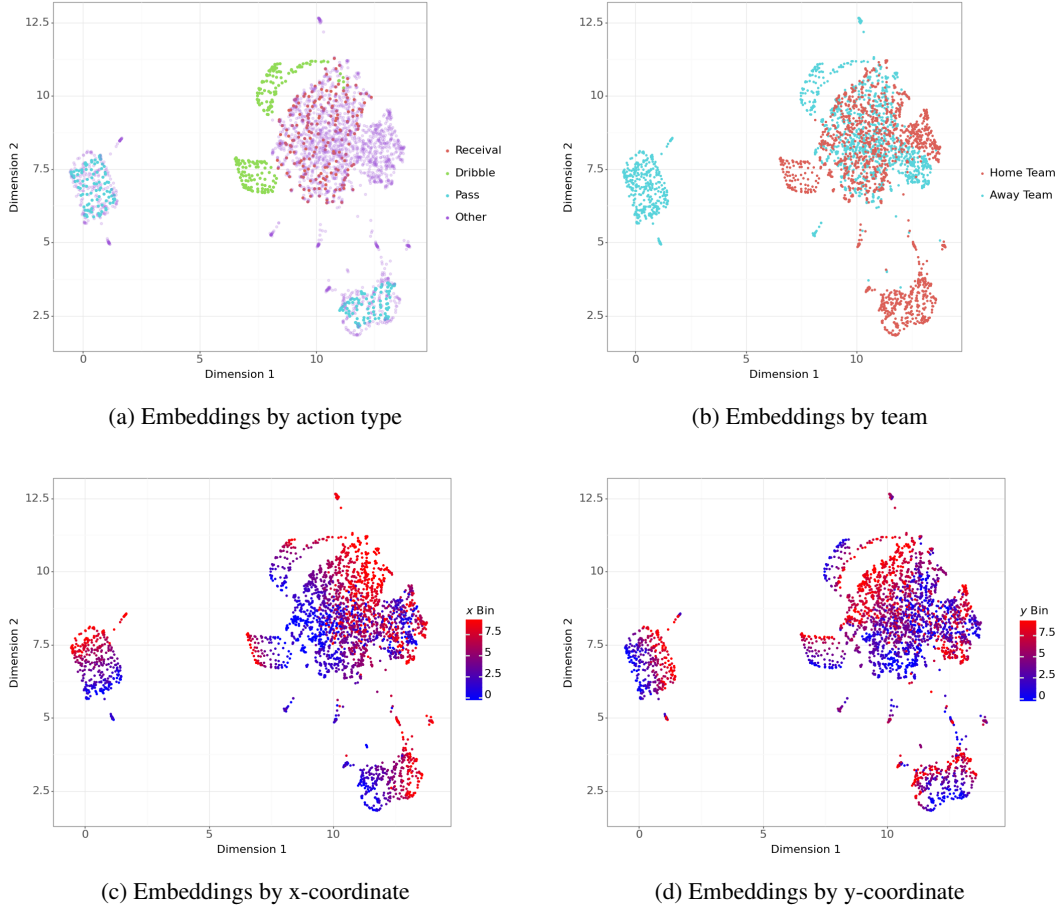 12.5
10
7.5
5
2.5
0
5
10
Dimension 1
Dimension 2
Receival
Dribble
Pass
Other
(a) Embeddings by action type
12.5
10
7.5
5
2.5
0
5
10
Dimension 1
Dimension 2
Home Team
Away Team
(b) Embeddings by team
12.5
10
7.5
5
2.5
0
5
10
Dimension 1
Dimension 2
x Bin
7.5
5
2.5
0
(c) Embeddings by x-coordinate
12.5
10
7.5
5
2.5
0
5
10
Dimension 1
Dimension 2
y Bin
7.5
5
2.5
0
(d) Embeddings by y-coordinate